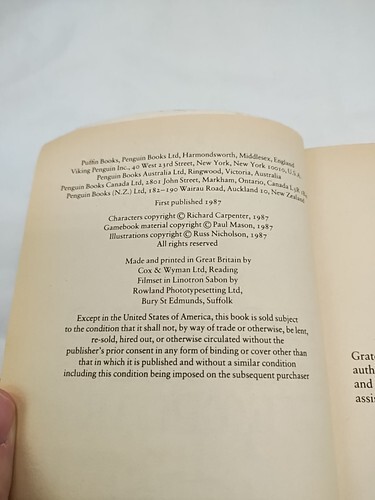 Puffin Books, Penguin Books Ltd, Harmondsworth, Middlesex, England
Viking Penguin Inc., 40 West 23rd Street, New York, New York 10010, U.S.A.
Penguin Books Australia Ltd, Ringwood, Victoria, Australia
Penguin Books Canada Ltd, 2801 John Street, Markham, Ontario, Canada L3R 1B4
Penguin Books (N.Z.) Ltd, 182–190 Wairau Road, Auckland 10, New Zealand
First published 1987
Characters copyright © Richard Carpenter, 1987
Gamebook material copyright © Paul Mason, 1987
Illustrations copyright © Russ Nicholson, 1987
All rights reserved
Made and printed in Great Britain by
Cox & Wyman Ltd, Reading
Filmset in Linotron Sabon by
Rowland Phototypesetting Ltd,
Bury St Edmunds, Suffolk
Except in the United States of America, this book is sold subject
to the condition that it shall not, by way of trade or otherwise, be lent,
re-sold, hired out, or otherwise circulated without the
publisher's prior consent in any form of binding or cover other than
that in which it is published and without a similar condition
including this condition being imposed on the subsequent purchaser
Grate
auth
and
assis